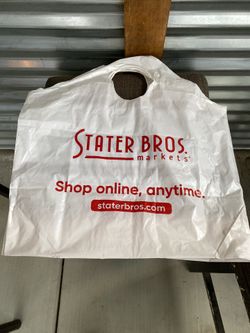 STATER BROS.
markets
Shop online, anytime.
staterbros.com